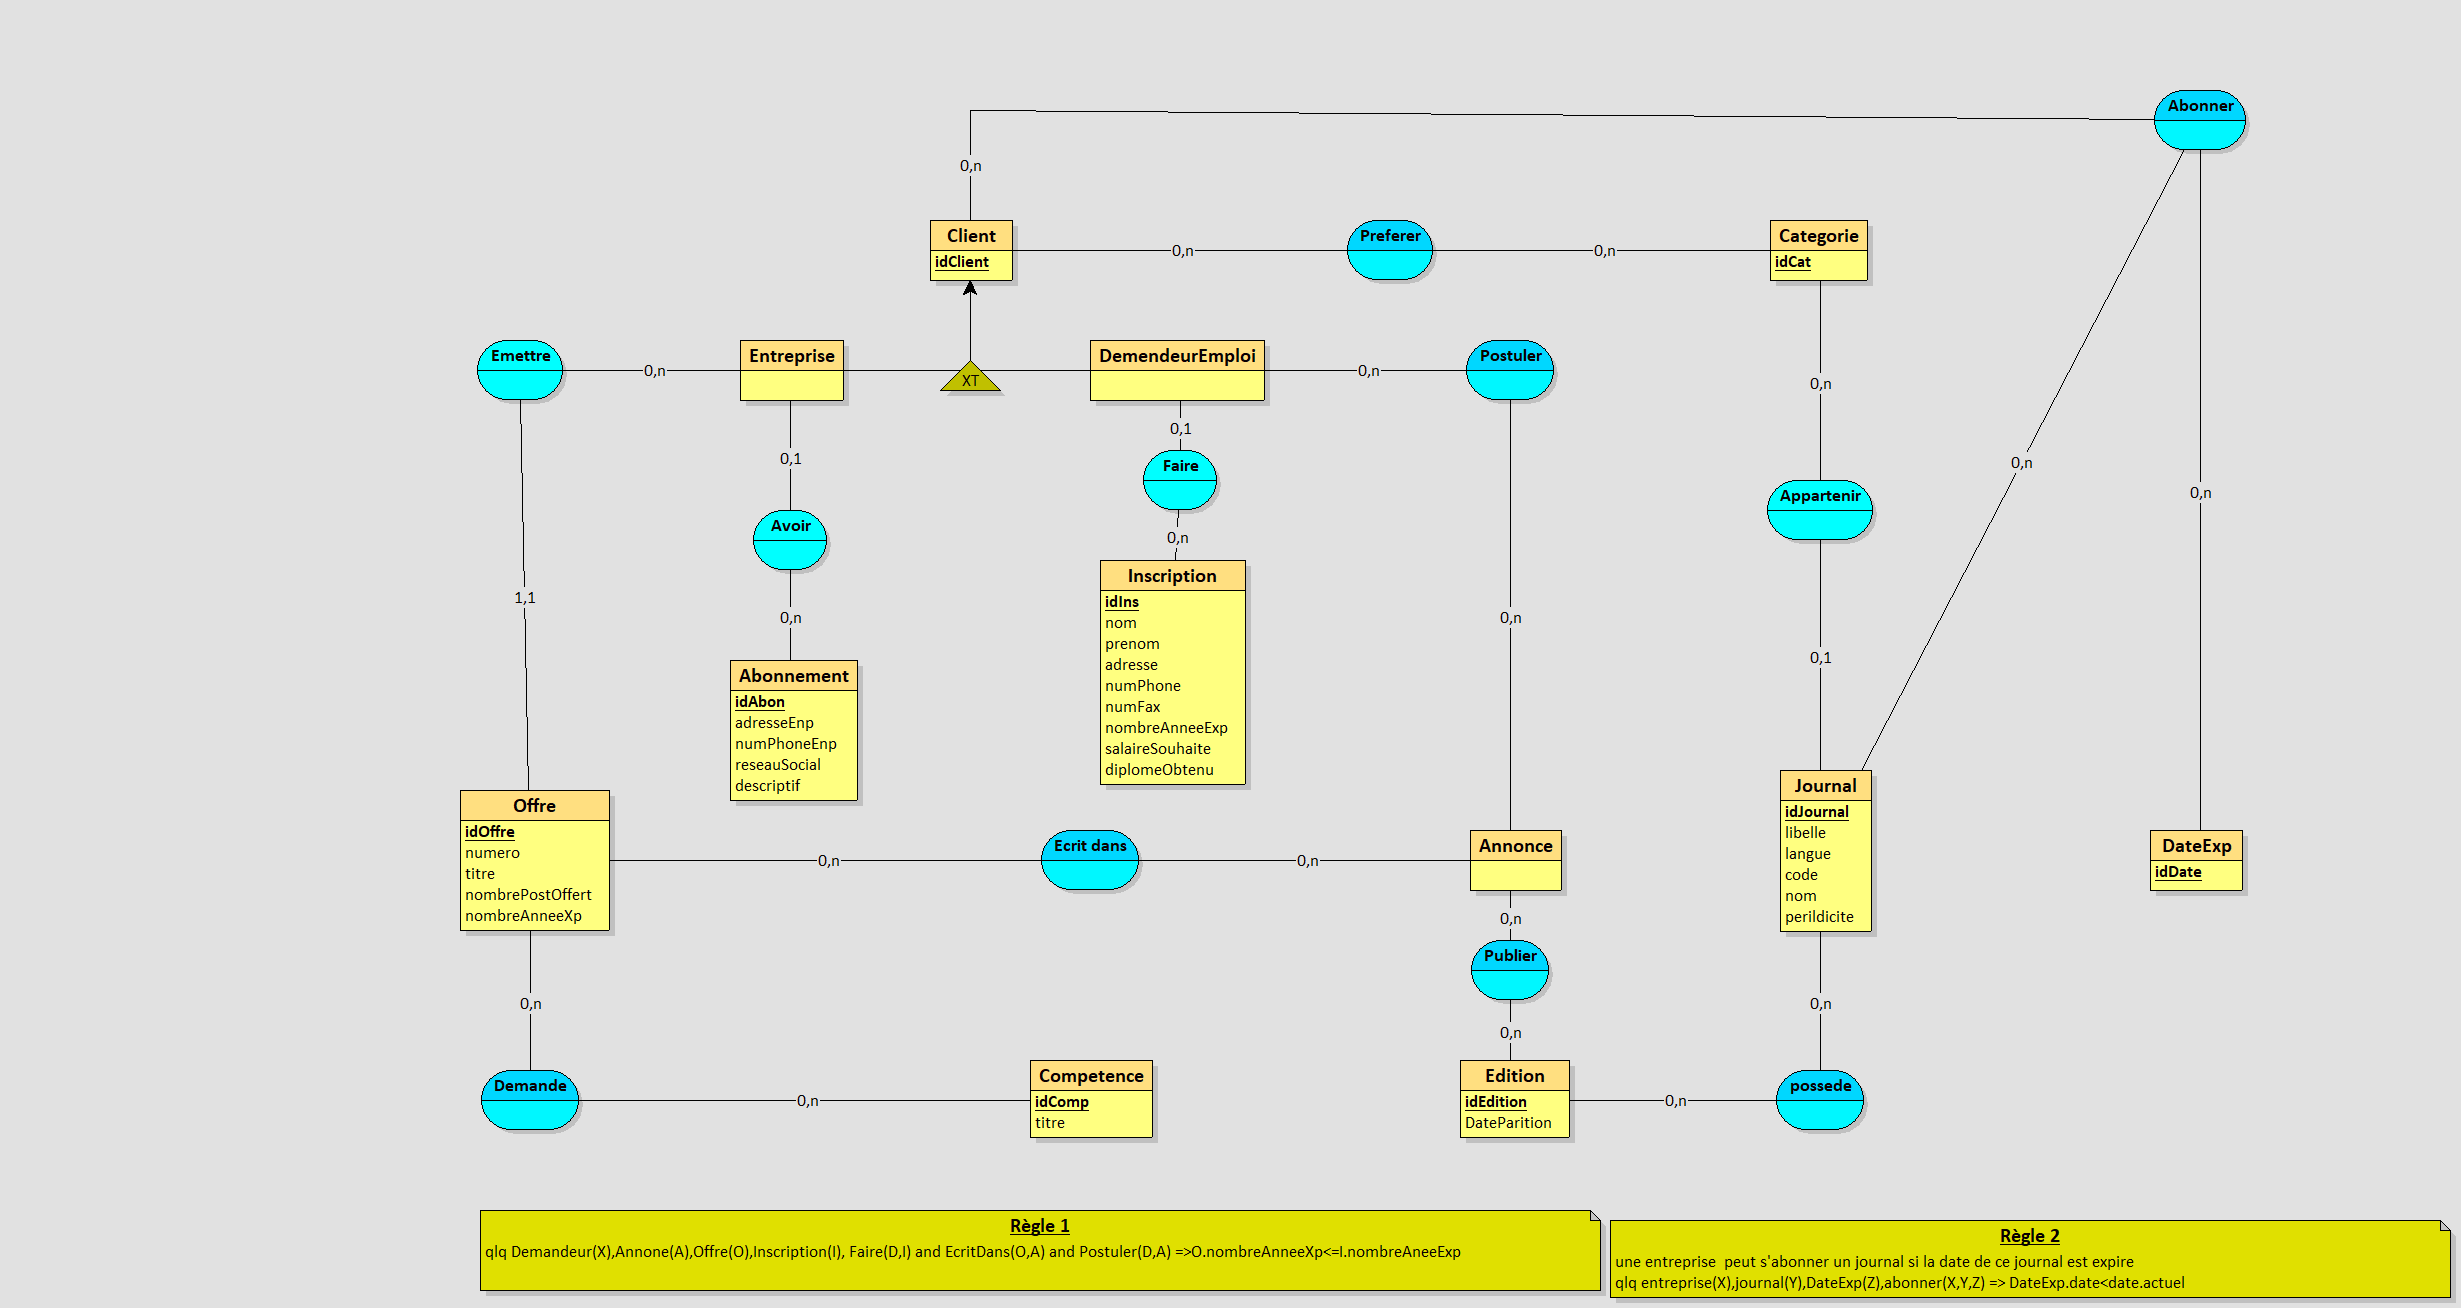 Abonner
0,n
Client
idClient
0,n
Preferer
0,n
Categorie
idCat
Emettre
0,n
Entreprise
XT
DemendeurEmploi
0,n
Postuler
0,n
0,1
0,1
Faire
0,n
0,n
Appartenir
Avoir
0,n
1,1
0,n
0,n
0,1
Inscription
idIns
nom
prenom
adresse
numPhone
numFax
nombreAnneeExp
salaireSouhaite
diplomeObtenu
Abonnement
idAbon
adresseEnp
numPhoneEnp
reseauSocial
descriptif
Offre
idOffre
numero
titre
nombrePostOffert
nombreAnneeXp
0,n
Ecrit dans
0,n
Annonce
Journal
idJournal
libelle
langue
code
nom
perildicite
DateExp
idDate
0,n
Publier
0,n
0,n
0,n
Demande
0,n
Competence
idComp
titre
Edition
idEdition
DateParition
0,n
possede
Règle 1
qlq Demandeur(X),Annone(A),Offre(O),Inscription(I), Faire(D,I) and EcritDans(O,A) and Postuler(D,A) =>O.nombreAnneeXp<=I.nombreAneeExp
Règle 2
une entreprise  peut s'abonner un journal si la date de ce journal est expire
qlq entreprise(X),journal(Y),DateExp(Z),abonner(X,Y,Z) => DateExp.date<date.actuel